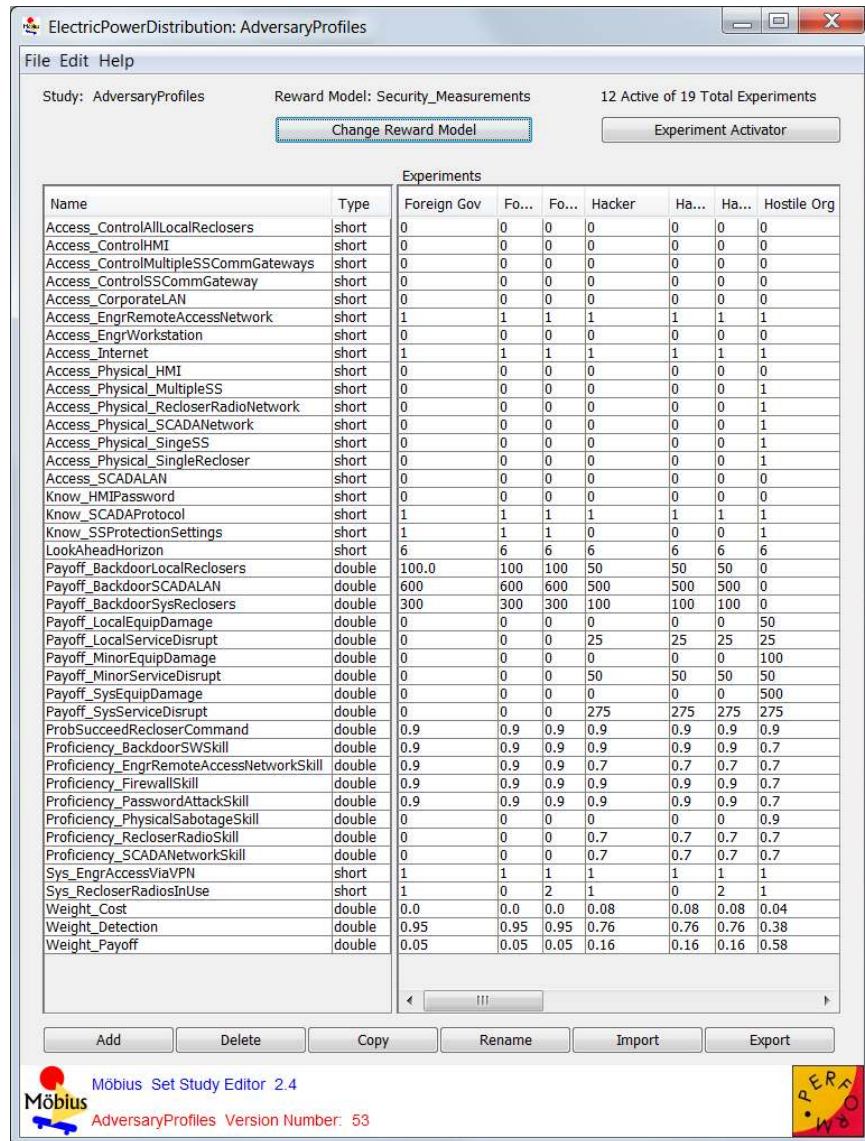 ElectricPowerDistribution: AdversaryProfiles
File Edit Help
Study: AdversaryProfiles Reward Model: Security_Measurements 12 Active of 19 Total Experiments
Change Reward Model Experiment Activator
Experiments
Name Type Foreign Gov Fo... Fo... Hacker Ha... Ha... Hostile Org
Access_ControlAllLocalReclosers short 0 0 0 0 0 0 0
Access_ControlHMI short 0 0 0 0 0 0 0
Access_ControlMultipleSSCommGateways short 0 0 0 0 0 0 0
Access_ControlSSCommGateway short 0 0 0 0 0 0 0
Access_CorporateLAN short 0 0 0 0 0 0 0
Access_EngrRemoteAccessNetwork short 1 1 1 1 1 1 1
Access_EngrWorkstation short 0 0 0 0 0 0 0
Access_Internet short 1 1 1 1 1 1 1
Access_Physical_HMI short 0 0 0 0 0 0 0
Access_Physical_MultipleSS short 0 0 0 0 0 0 1
Access_Physical_RecloserRadioNetwork short 0 0 0 0 0 0 1
Access_Physical_SCADANetwork short 0 0 0 0 0 0 1
Access_Physical_SingeSS short 0 0 0 0 0 0 1
Access_Physical_SingleRecloser short 0 0 0 0 0 0 1
Access_SCADALAN short 0 0 0 0 0 0 0
Know_HMIPassword short 0 0 0 0 0 0 0
Know_SCADAProtocol short 1 1 1 1 1 1 1
Know_SSProtectionSettings short 1 1 1 0 0 0 1
LookAheadHorizon short 6 6 6 6 6 6 6
Payoff_BackdoorLocalReclosers double 100.0 100 100 50 50 50 0
Payoff_BackdoorSCADALAN double 600 600 600 500 500 500 0
Payoff_BackdoorSysReclosers double 300 300 300 100 100 100 0
Payoff_LocalEquipDamage double 0 0 0 0 0 0 50
Payoff_LocalServiceDisrupt double 0 0 0 25 25 25 25
Payoff_MinorEquipDamage double 0 0 0 0 0 0 100
Payoff_MinorServiceDisrupt double 0 0 0 50 50 50 50
Payoff_SysEquipDamage double 0 0 0 0 0 0 500
Payoff_SysServiceDisrupt double 0 0 0 275 275 275 275
ProbSucceedRecloserCommand double 0.9 0.9 0.9 0.9 0.9 0.9 0.9
Proficiency_BackdoorSWSkill double 0.9 0.9 0.9 0.9 0.9 0.9 0.7
Proficiency_EngrRemoteAccessNetworkSkill double 0.9 0.9 0.9 0.7 0.7 0.7 0.7
Proficiency_FirewallSkill double 0.9 0.9 0.9 0.9 0.9 0.9 0.7
Proficiency_PasswordAttackSkill double 0.9 0.9 0.9 0.9 0.9 0.9 0.7
Proficiency_PhysicalSabotageSkill double 0 0 0 0 0 0 0.9
Proficiency_RecloserRadioSkill double 0 0 0 0.7 0.7 0.7 0.7
Proficiency_SCADANetworkSkill double 0 0 0 0.7 0.7 0.7 0.7
Sys_EngrAccessViaVPN short 1 1 1 1 1 1 1
Sys_RecloserRadiosInUse short 1 0 2 1 0 2 1
Weight_Cost double 0.0 0.0 0.0 0.08 0.08 0.08 0.04
Weight_Detection double 0.95 0.95 0.95 0.76 0.76 0.76 0.38
Weight_Payoff double 0.05 0.05 0.05 0.16 0.16 0.16 0.58
Add Delete Copy Rename Import Export
Möbius Möbius Set Study Editor 2.4
AdversaryProfiles Version Number: 53
PERFORM